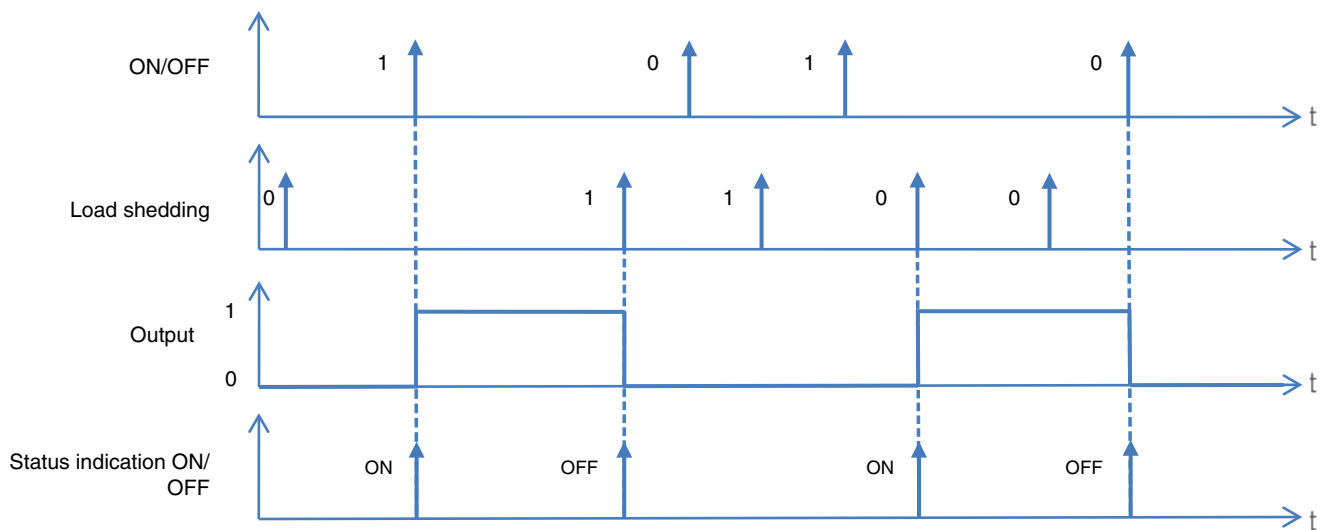 ON/OFF
1
0
1
0
t
Load shedding
0
1
1
0
0
t
Output
1
0
t
Status indication ON/
OFF
ON
OFF
ON
OFF
t